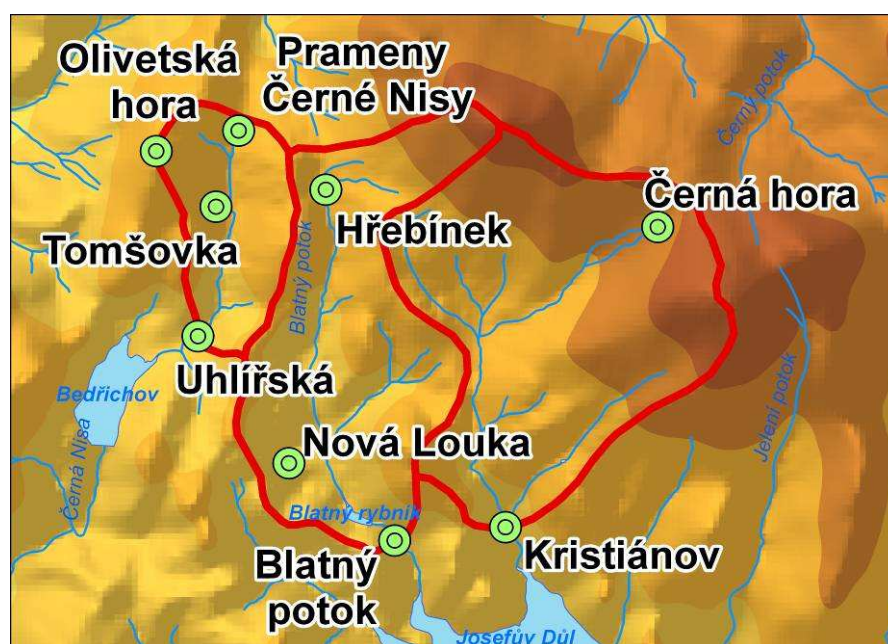 Olivetská
hora
Prameny
Černé Nisy
Černý potok
Černá hora
Hřebínek
Tomšovka
Blatný potok
Uhlířská
Bedřichov
Černá Nisa
Nová Louka
Jelení potok
Blatný rybník
Blatný
potok
Kristiánov
Josefův Důl